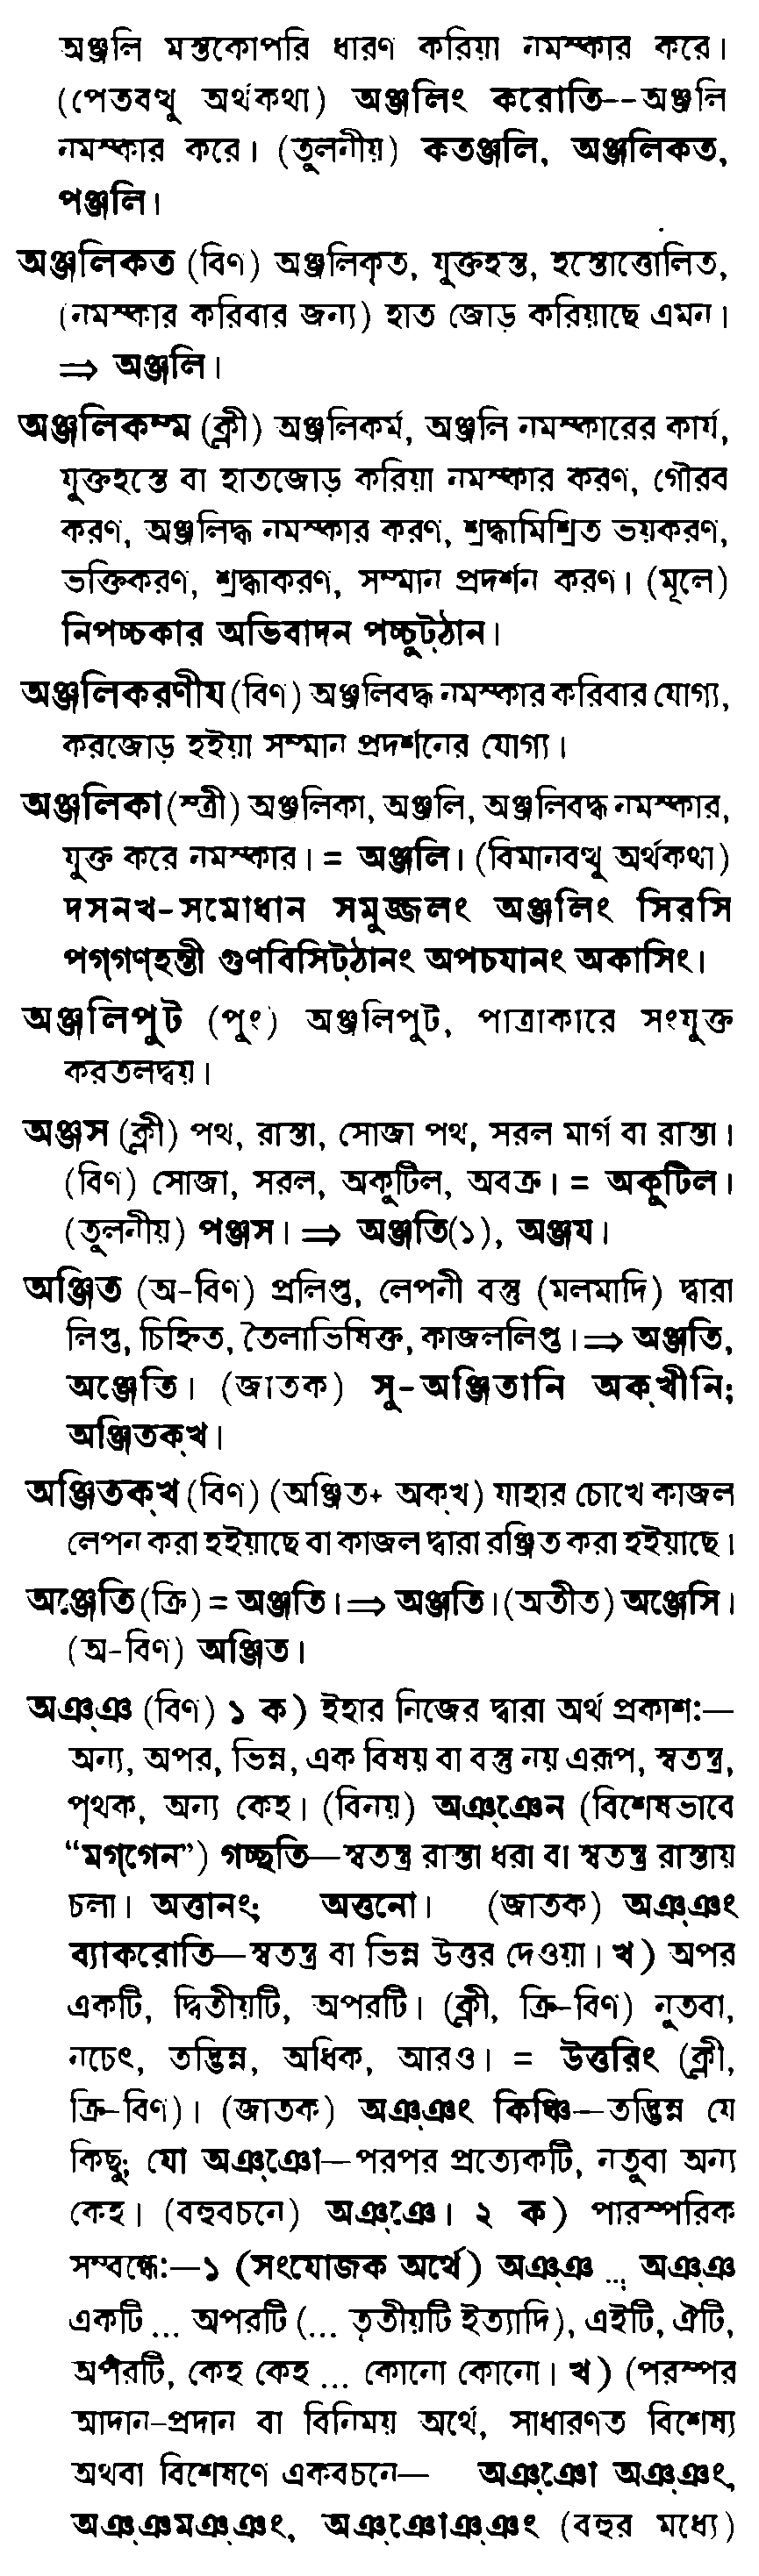 অঞ্জলি মস্তকোপরি ধারণ করিয়া নমস্কার করে।
(পেতবত্থু অর্থকথা) অঞ্জলিং করোতি--অঞ্জলি
নমস্কার করে। (তুলনীয়) কতঞ্জলি, অঞ্জলিকত,
পঞ্জলি।
অঞ্জলিকত (বিণ) অঞ্জলিকৃত, যুক্তহস্ত, হস্তোত্তোলিত,
(নমস্কার করিবার জন্য) হাত জোড় করিয়াছে এমন।
⇒ অঞ্জলি।
অঞ্জলিকম্ম (ক্লী) অঞ্জলিকর্ম, অঞ্জলি নমস্কারের কার্য,
যুক্তহস্তে বা হাতজোড় করিয়া নমস্কার করণ, গৌরব
করণ, অঞ্জলিদ্ধ নমস্কার করণ, শ্রদ্ধামিশ্রিত ভয়করণ,
ভক্তিকরণ, শ্রদ্ধাকরণ, সম্মান প্রদর্শন করণ। (মূলে)
নিপচ্চকার অভিবাদন পচ্চুট্ঠান।
অঞ্জলিকরণীয (বিণ) অঞ্জলিবদ্ধ নমস্কার করিবার যোগ্য,
করজোড় হইয়া সম্মান প্রদর্শনের যোগ্য।
অঞ্জলিকা (স্ত্রী) অঞ্জলিকা, অঞ্জলি, অঞ্জলিবদ্ধ নমস্কার,
যুক্ত করে নমস্কার। = অঞ্জলি। (বিমানবত্থু অর্থকথা)
দসনখ-সমোধান সমুজ্জলং অঞ্জলিং সিরসি
পগ্গণ্হন্তী গুণবিসিট্ঠানং অপচযানং অকাসিং।
অঞ্জলিপুট (পুং) অঞ্জলিপুট, পাত্রাকারে সংযুক্ত
করতলদ্বয়।
অঞ্জস (ক্লী) পথ, রাস্তা, সোজা পথ, সরল মার্গ বা রাস্তা।
(বিণ) সোজা, সরল, অকুটিল, অবক্র। = অকুটিল।
(তুলনীয়) পঞ্জস। ⇒ অঞ্জতি(১), অঞ্জয।
অঞ্জিত (অ-বিণ) প্রলিপ্ত, লেপনী বস্তু (মলমাদি) দ্বারা
লিপ্ত, চিহ্নিত, তৈলাভিষিক্ত, কাজললিপ্ত। ⇒ অঞ্জতি,
অঞ্জেতি। (জাতক) সু-অঞ্জিতানি অক্খীনি;
অঞ্জিতক্খ।
অঞ্জিতক্খ (বিণ) (অঞ্জিত+ অক্খ) যাহার চোখে কাজল
লেপন করা হইয়াছে বা কাজল দ্বারা রঞ্জিত করা হইয়াছে।
অঞ্জেতি (ক্রি) = অঞ্জতি। ⇒ অঞ্জতি। (অতীত) অঞ্জেসি।
(অ-বিণ) অঞ্জিত।
অঞ্ঞ (বিণ) ১ ক) ইহার নিজের দ্বারা অর্থ প্রকাশ:—
অন্য, অপর, ভিন্ন, এক বিষয় বা বস্তু নয় এরূপ, স্বতন্ত্র,
পৃথক, অন্য কেহ। (বিনয়) অঞ্ঞেন (বিশেষভাবে
“মগ্গেন”) গচ্ছতি—স্বতন্ত্র রাস্তা ধরা বা স্বতন্ত্র রাস্তায়
চলা। অত্তানং; অত্তনো। (জাতক) অঞ্ঞং
ব্যাকরোতি—স্বতন্ত্র বা ভিন্ন উত্তর দেওয়া। খ) অপর
একটি, দ্বিতীয়টি, অপরটি। (ক্লী, ক্রি-বিণ) নুতবা,
নচেৎ, তদ্ভিন্ন, অধিক, আরও। = উত্তরিং (ক্লী,
ক্রি-বিণ)। (জাতক) অঞ্ঞং কিঞ্চি—তদ্ভিন্ন যে
কিছু; যো অঞ্ঞো—পরপর প্রত্যেকটি, নতুবা অন্য
কেহ। (বহুবচনে) অঞ্ঞে। ২ ক) পারস্পরিক
সম্বন্ধে:—১ (সংযোজক অর্থে) অঞ্ঞ ..; অঞ্ঞ
একটি ... অপরটি (... তৃতীয়টি ইত্যাদি), এইটি, ঐটি,
অপরটি, কেহ কেহ ... কোনো কোনো। খ) (পরস্পর
আদান-প্রদান বা বিনিময় অর্থে, সাধারণত বিশেষ্য
অথবা বিশেষণে একবচনে— অঞ্ঞো অঞ্ঞং,
অঞ্ঞমঞ্ঞং, অঞ্ঞোঞ্ঞং (বহুর মধ্যে)